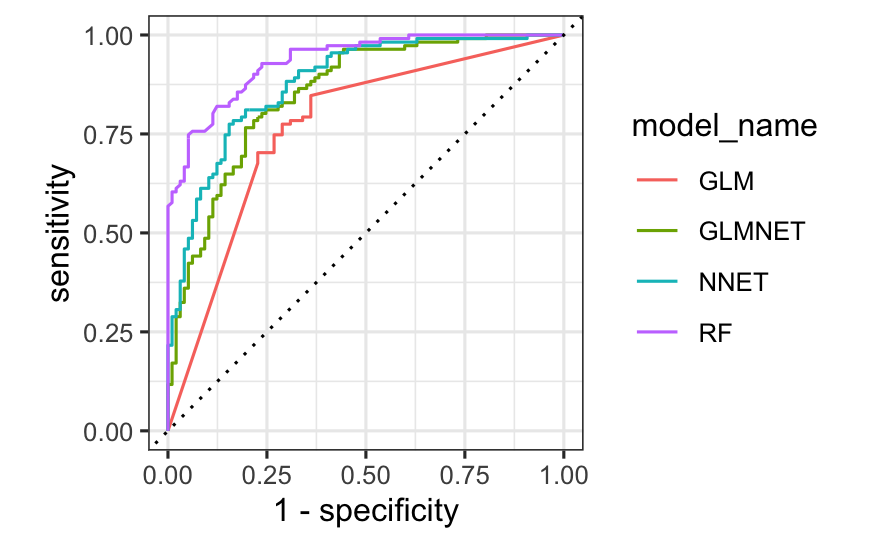 1.00
0.75
0.50
0.25
0.00
sensitivity
0.00 0.25 0.50 0.75 1.00
1 - specificity
model_name
GLM
GLMNET
NNET
RF